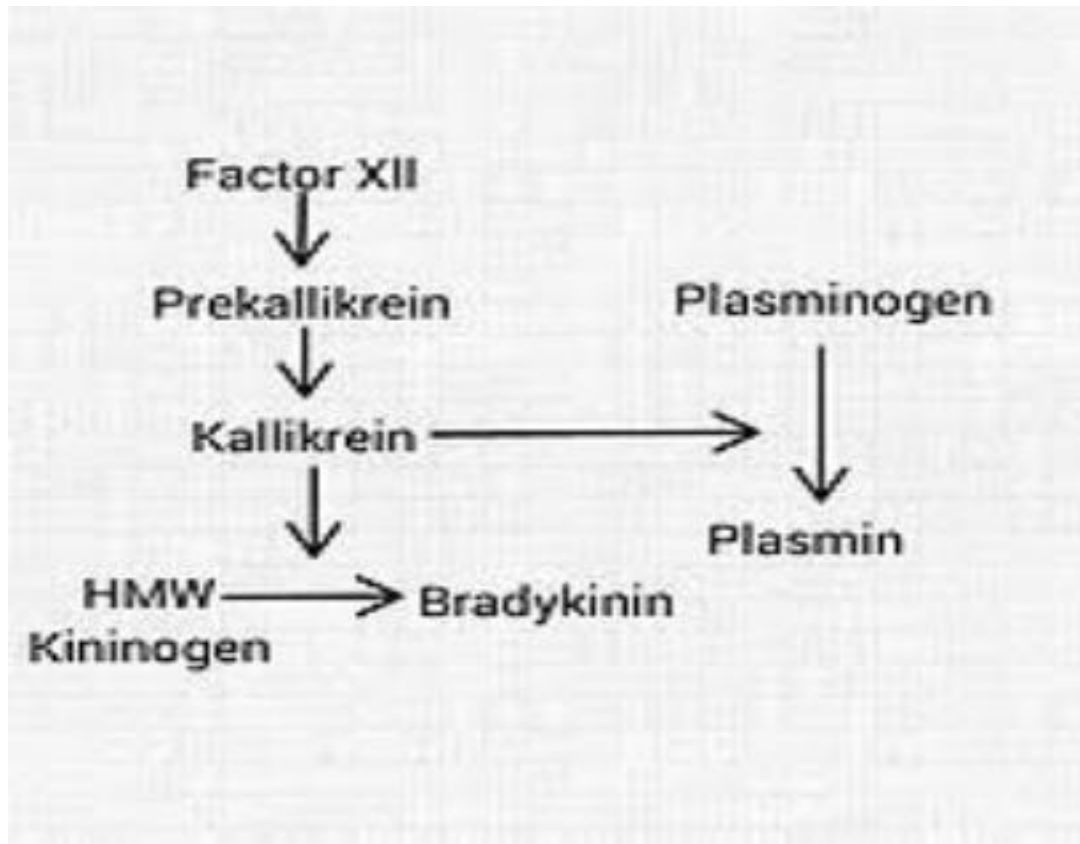 Factor XII
Prekallikrein
Plasminogen
Kallikrein
Plasmin
HMW
Kininogen
Bradykinin